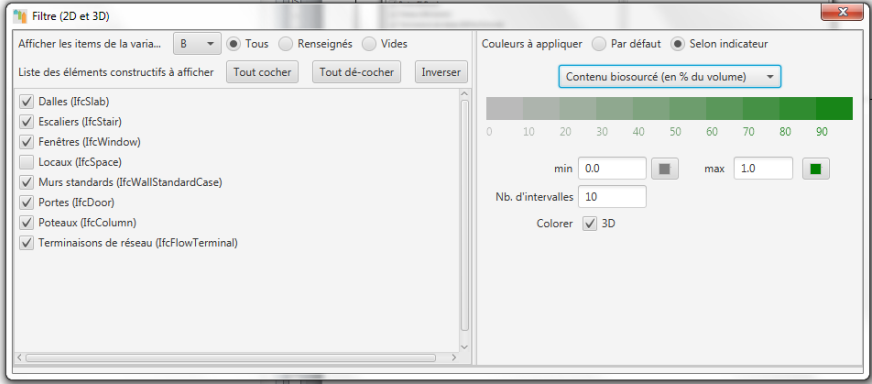 Filtre (2D et 3D)
Afficher les items de la varia... B Tous Renseignés Vides
Liste des éléments constructifs à afficher Tout cocher Tout dé-cocher Inverser
Dalles (IfcSlab)
Escaliers (IfcStair)
Fenêtres (IfcWindow)
Locaux (IfcSpace)
Murs standards (IfcWallStandardCase)
Portes (IfcDoor)
Poteaux (IfcColumn)
Terminaisons de réseau (IfcFlowTerminal)
Couleurs à appliquer Par défaut Selon indicateur
Contenu biosourcé (en % du volume)
0 10 20 30 40 50 60 70 80 90
min 0.0 max 1.0
Nb. d'intervalles 10
Colorer 3D